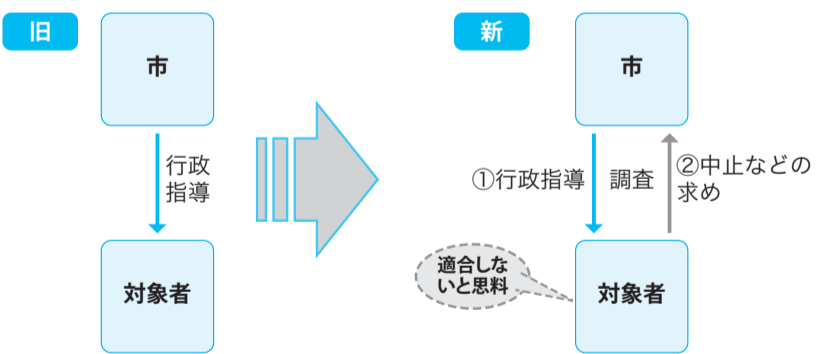 旧
市
行政
指導
対象者
新
市
①行政指導
調査
②中止などの
求め
適合しな
いと思料
対象者